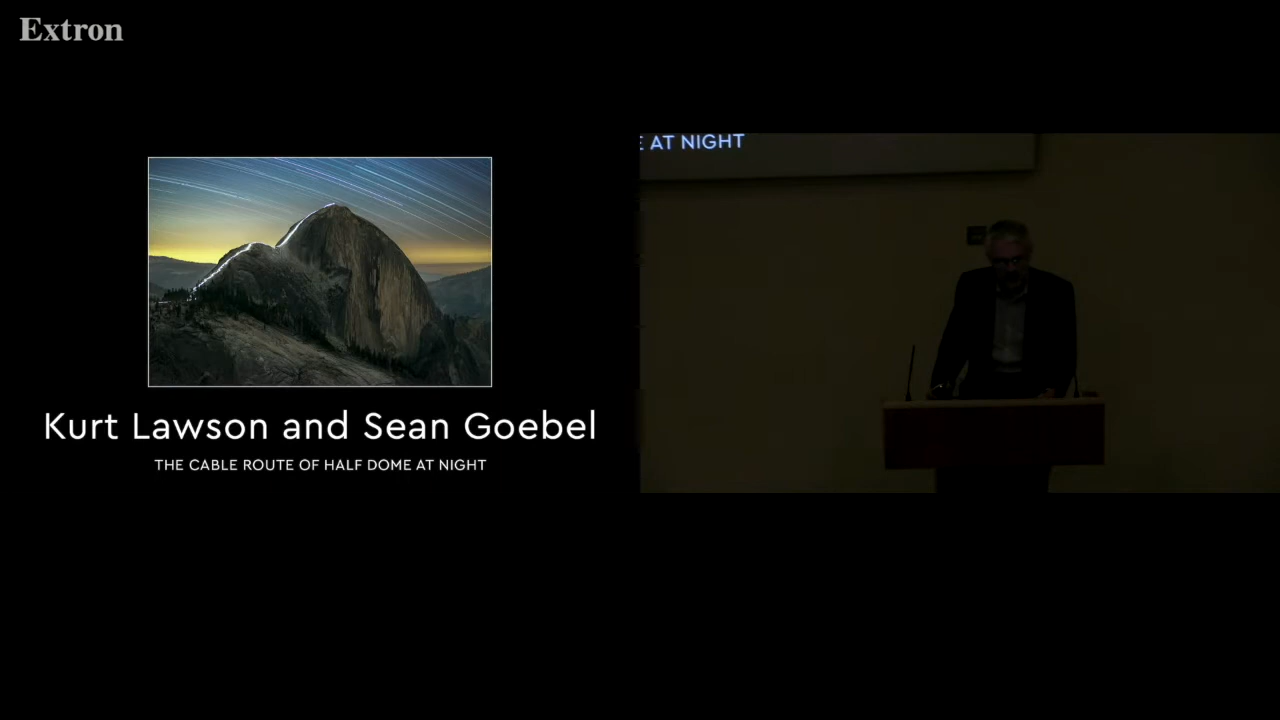 Extron
Kurt Lawson and Sean Goebel
THE CABLE ROUTE OF HALF DOME AT NIGHT
E AT NIGHT